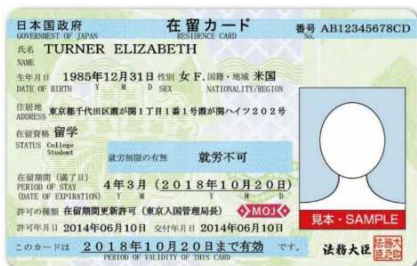 日本国政府 在留カード 番号 AB12345678CD
GOVERNMENT OF JAPAN RESIDENCE CARD No.
氏名 TURNER ELIZABETH
NAME
生年月日 1985年12月31日 性別 女 F. 国籍・地域 米国
DATE OF BIRTH Y M D SEX NATIONALITY/REGION
住居地 東京都千代田区霞が関1丁目1番1号霞が関ハイツ202号
ADDRESS
在留資格 留学
STATUS College Student
就労制限の有無 就労不可
在留期間(満了日) 4年3月(2018年10月20日)
PERIOD OF STAY
(DATE OF EXPIRATION) Y M Y M D
許可の種類 在留期間更新許可(東京入国管理局長) MOJ
見本・SAMPLE
許可年月日 2014年06月10日 交付年月日 2014年06月10日
このカードは 2018年10月20日まで有効 です。
PERIOD OF VALIDITY OF THIS CARD
法務大臣